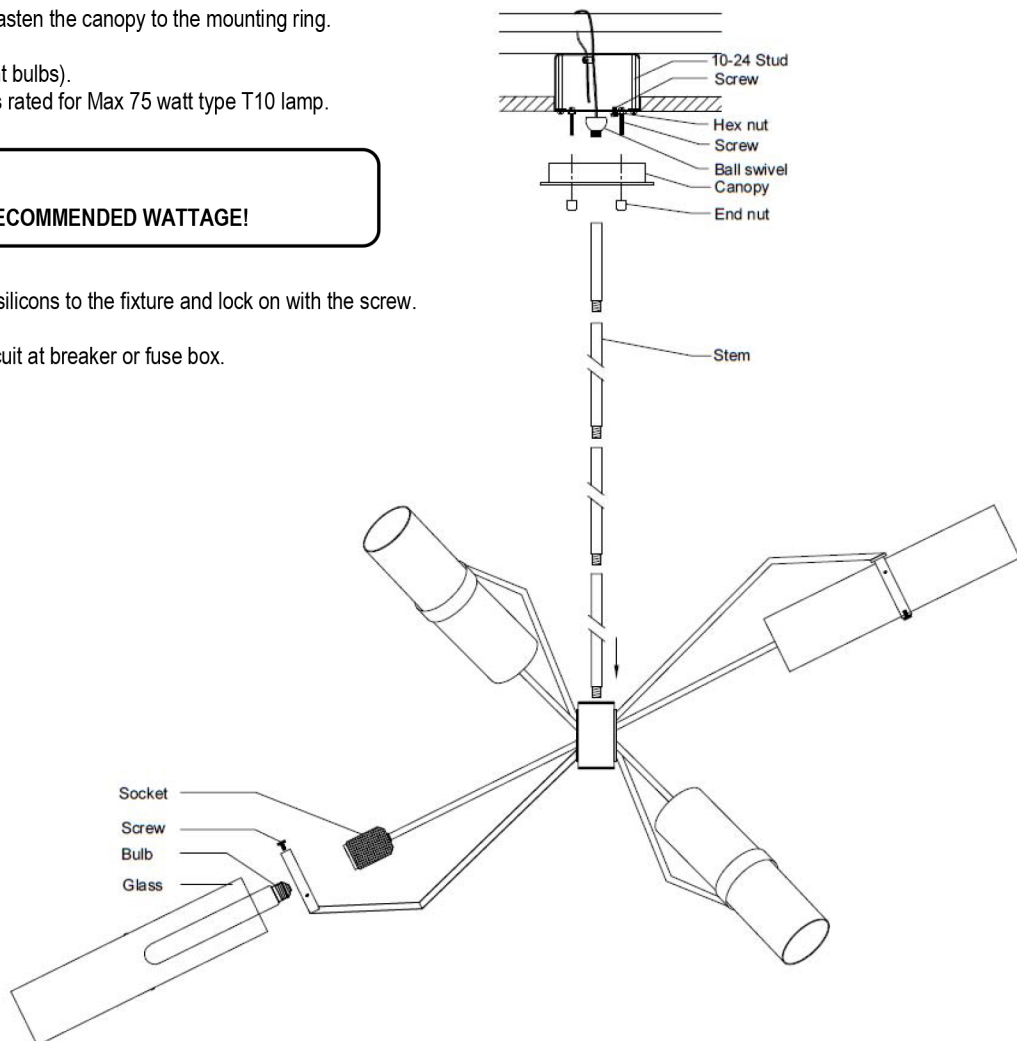 asten the canopy to the mounting ring.
t bulbs).
s rated for Max 75 watt type T10 lamp.
ECOMMENDED WATTAGE!
silicons to the fixture and lock on with the screw.
cuit at breaker or fuse box.
10-24 Stud
Screw
Hex nut
Screw
Ball swivel
Canopy
End nut
Stem
Socket
Screw
Bulb
Glass